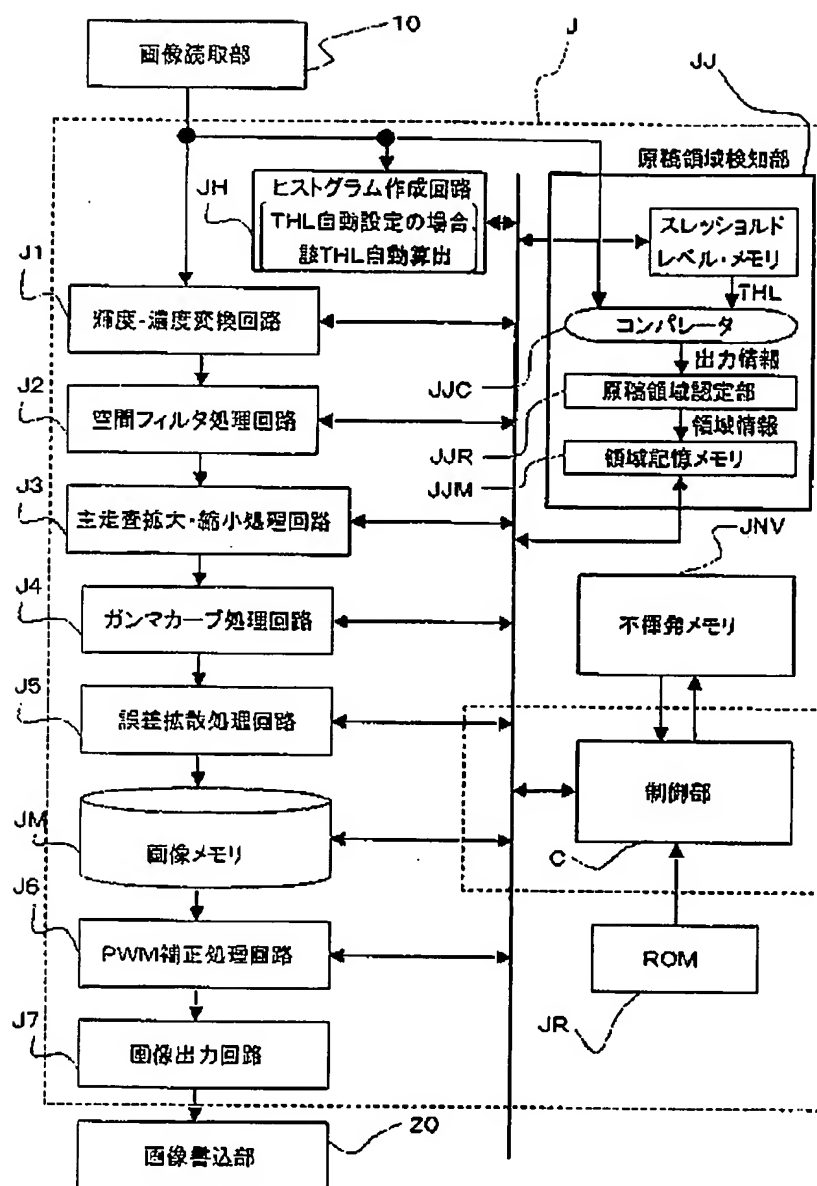 10
J
画像読取部
JJ
原稿領域検知部
JH
ヒストグラム作成回路
THL自動設定の場合、
該THL自動算出
スレッショルド
レベル・メモリ
THL
J1
輝度-濃度変換回路
コンパレータ
JJC
出力情報
J2
空間フィルタ処理回路
原稿領域認定部
JJR
領域情報
領域記憶メモリ
JJM
J3
主走査拡大・縮小処理回路
JNV
J4
ガンマカーブ処理回路
不揮発メモリ
J5
誤差拡散処理回路
制御部
JM
画像メモリ
C
J6
PWM補正処理回路
ROM
J7
画像出力回路
JR
20
画像書込部